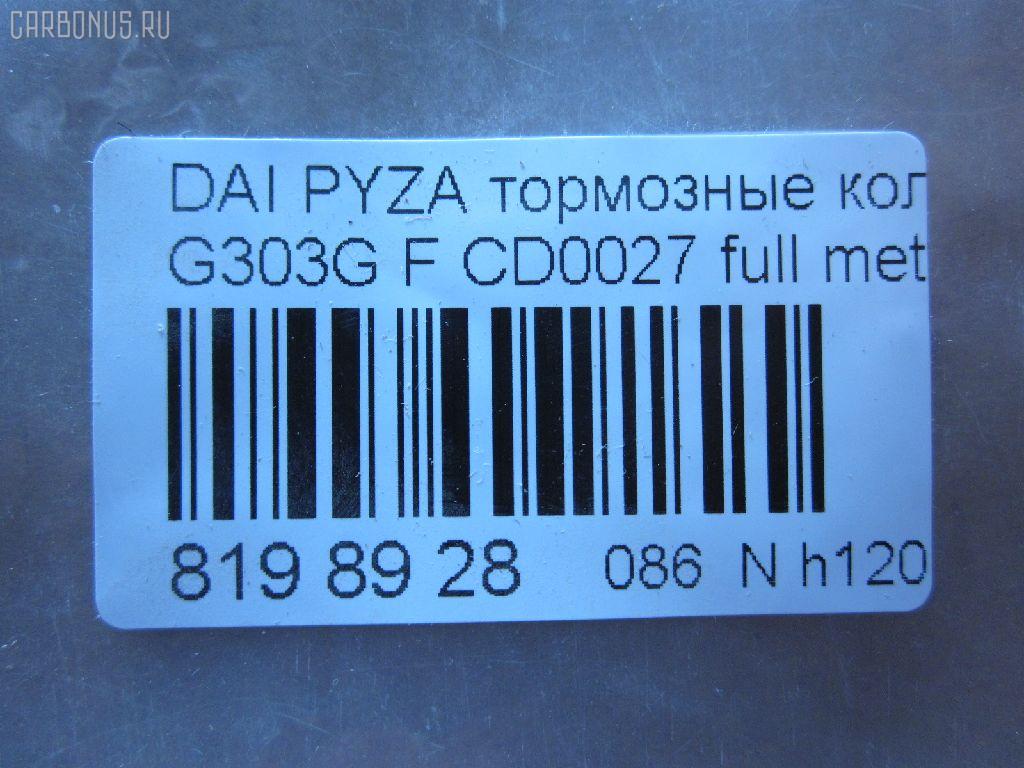 CARBONUS.RU
DAI PYZA тормозные кол
G303G F CD0027 full met
819 89 28 086 N h120